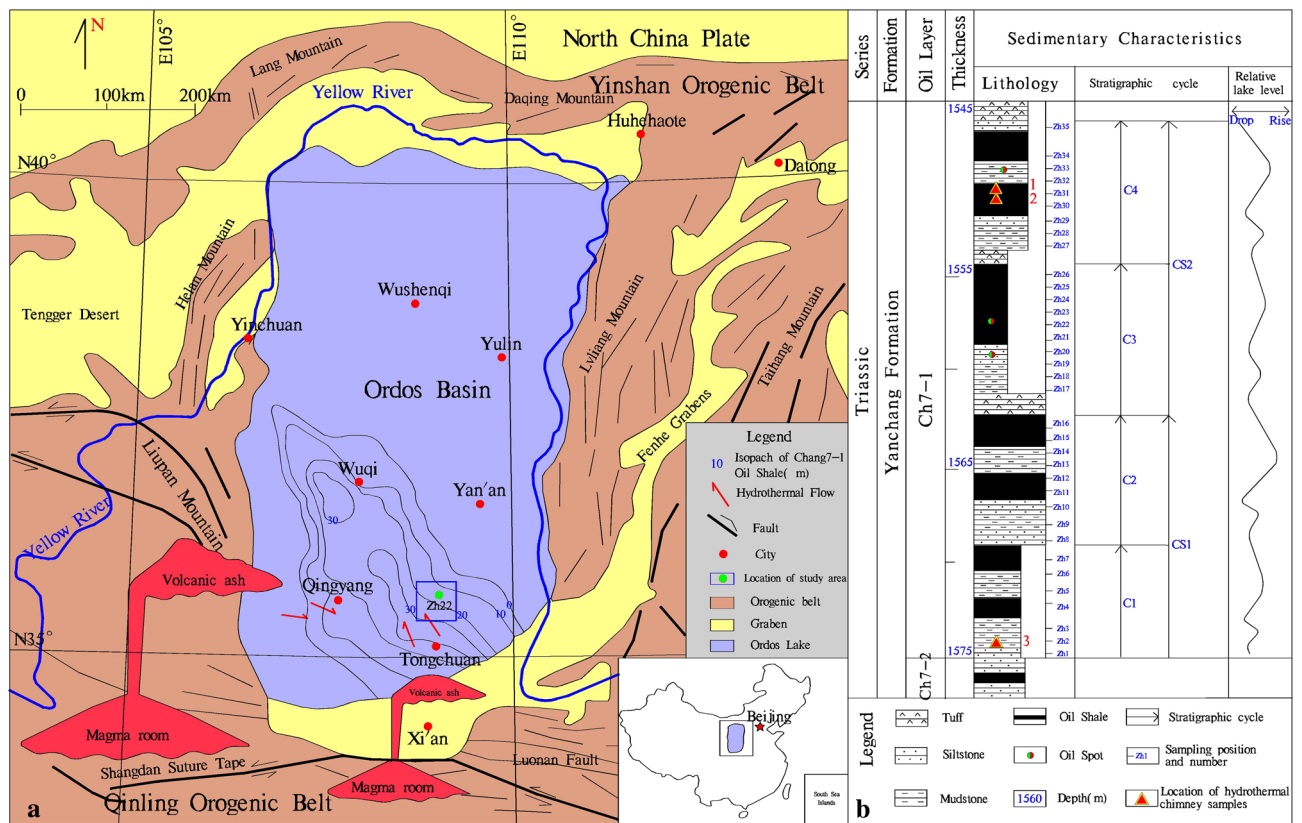 N
E105°
E110°
North China Plate
Lang Mountain
Yinshan Orogenic Belt
0 100km 200km
Yellow River
Daqing Mountain
Huhehaote
N40°
Datong
Helan Mountain
Wushenqi
Tengger Desert
Yinchuan
Yulin
Lvliang Mountain
Taihang Mountain
Ordos Basin
Fenhe Grabens
Liupan Mountain
Wuqi
Yan'an
30
Yellow River
Volcanic ash
Qingyang
Zh22
30
20
10
0
N35°
Tongchuan
Volcanic ash
Magma room
Xi'an
Shangdan Suture Tape
Luonan Fault
Magma room
Qinling Orogenic Belt
a
Legend
10 Isopach of Chang7-1
Oil Shale( m)
Hydrothermal Flow
Fault
City
Location of study area
Orogenic belt
Graben
Ordos Lake
Beijing
South Sea
Islands
b
Series
Formation
Oil Layer
Thickness
Sedimentary Characteristics
Lithology
Stratigraphic cycle
Relative
lake level
Drop Rise
Triassic
Yanchang Formation
Ch7-1
Ch7-2
1545
1555
1565
1575
Zh35
Zh34
Zh33
Zh32
Zh31
Zh30
Zh29
Zh28
Zh27
Zh26
Zh25
Zh24
Zh23
Zh22
Zh21
Zh20
Zh19
Zh18
Zh17
Zh16
Zh15
Zh14
Zh13
Zh12
Zh11
Zh10
Zh9
Zh8
Zh7
Zh6
Zh5
Zh4
Zh3
Zh2
Zh1
1
2
3
C4
CS2
C3
C2
CS1
C1
Legend
Tuff
Oil Shale
Stratigraphic cycle
Siltstone
Oil Spot
Zh1 Sampling position
and number
Mudstone
1560 Depth(m)
Location of hydrothermal
chimney samples